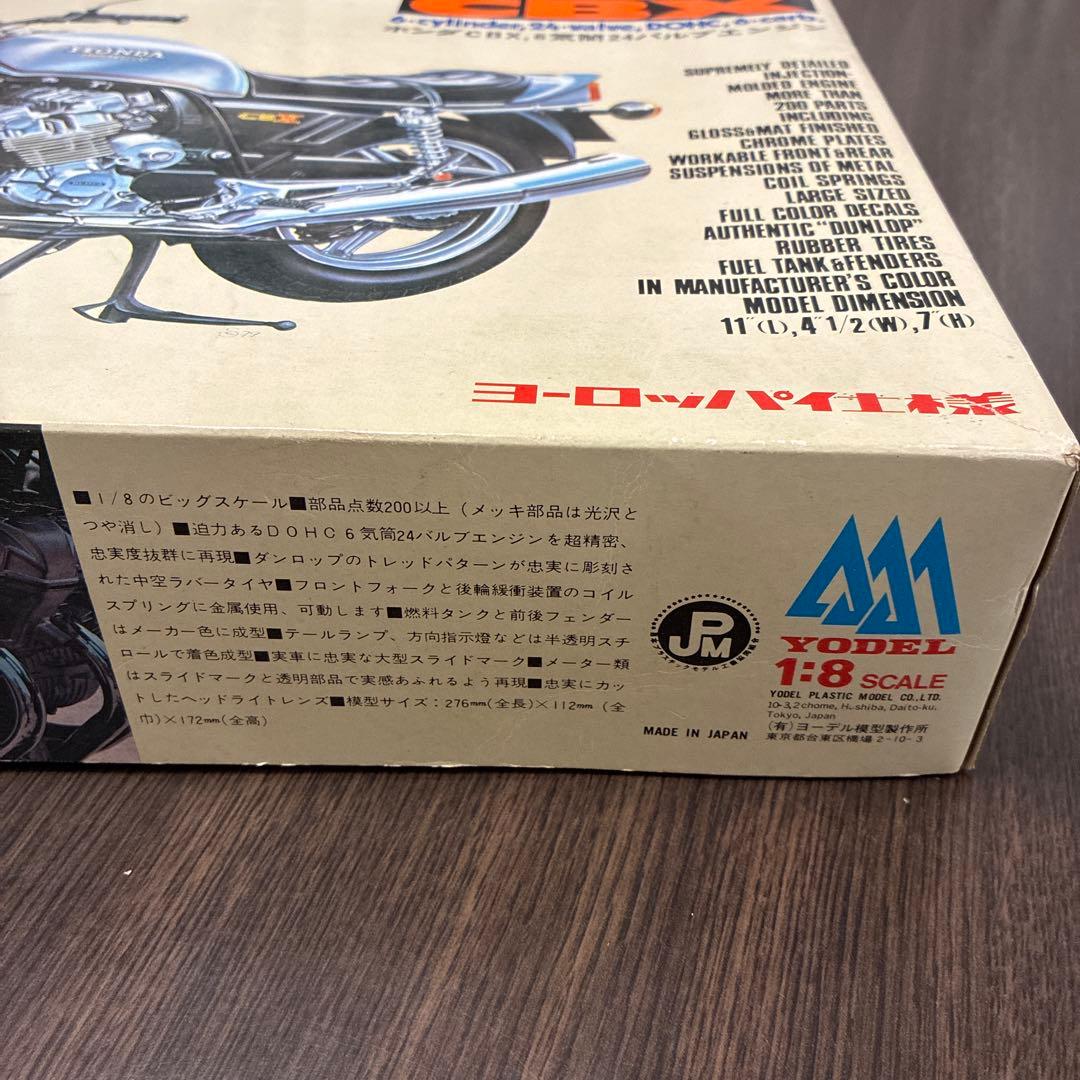 CBX
6-cylinder, 24-valve, DOHC, 6-carb.
ホンダCBX, 6気筒24バルブエンジン
HONDA
CBX
SUPREMELY DETAILED
INJECTION-
MOLDED ENGINE
MORE THAN
200 PARTS
INCLUDING
GLOSS&MAT FINISHED
CHROME PLATES
WORKABLE FRONT&REAR
SUSPENSIONS OF METAL
COIL SPRINGS
LARGE SIZED
FULL COLOR DECALS
AUTHENTIC "DUNLOP"
RUBBER TIRES
FUEL TANK&FENDERS
IN MANUFACTURER'S COLOR
MODEL DIMENSION
11"(L), 4"1/2(W), 7"(H)
ヨーロッパ
■1/8のビッグスケール■部品点数200以上(メッキ部品は光沢と
つや消し)■迫力あるDOHC6気筒24バルブエンジンを超精密、
忠実度抜群に再現■ダンロップのトレッドパターンが忠実に彫刻さ
れた中空ラバータイヤ■フロントフォークと後輪緩衝装置のコイル
スプリングに金属使用、可動します■燃料タンクと前後フェンダー
はメーカー色に成型■テールランプ、方向指示燈などは半透明スチ
ロールで着色成型■実車に忠実な大型スライドマーク■メーター類
はスライドマークと透明部品で実感あふれるよう再現■忠実にカッ
トしたヘッドライトレンズ■模型サイズ:276mm(全長)×112mm(全
巾)×172mm(全高)
JPM
MADE IN JAPAN
YODEL
1:8 SCALE
YODEL PLASTIC MODEL CO., LTD.
10-3, 2chome, Hashiba, Daito-ku,
Tokyo, Japan
(有)ヨーデル模型製作所
東京都台東区橋場2-10-3